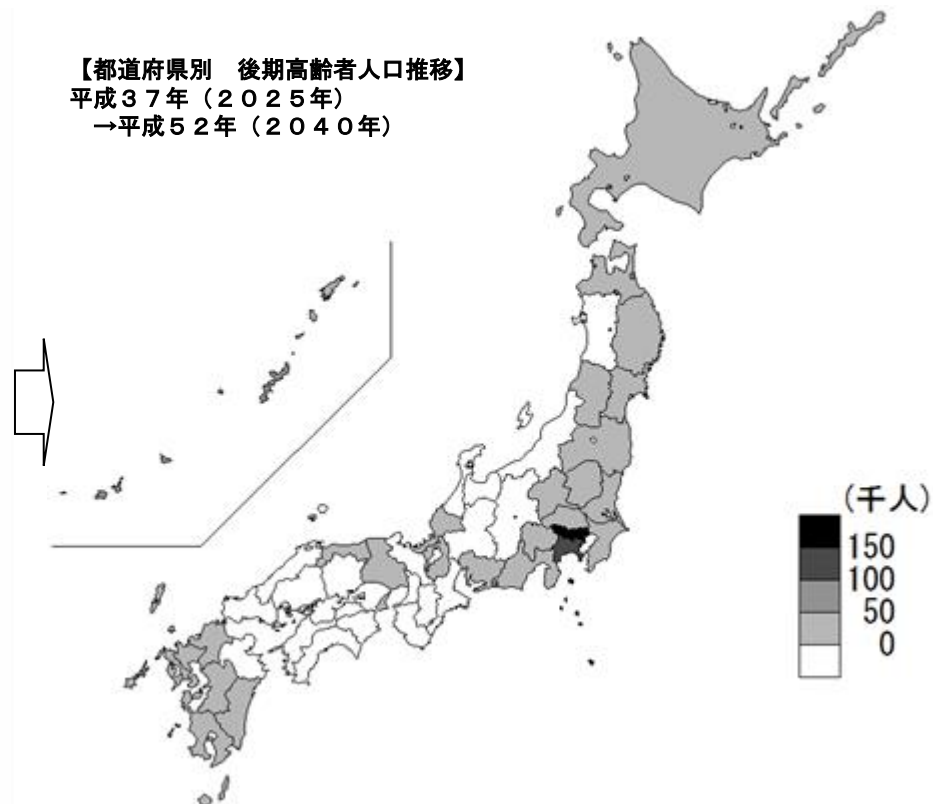 【都道府県別　後期高齢者人口推移】
平成３７年（２０２５年）
→平成５２年（２０４０年）
(千人)
150
100
50
0